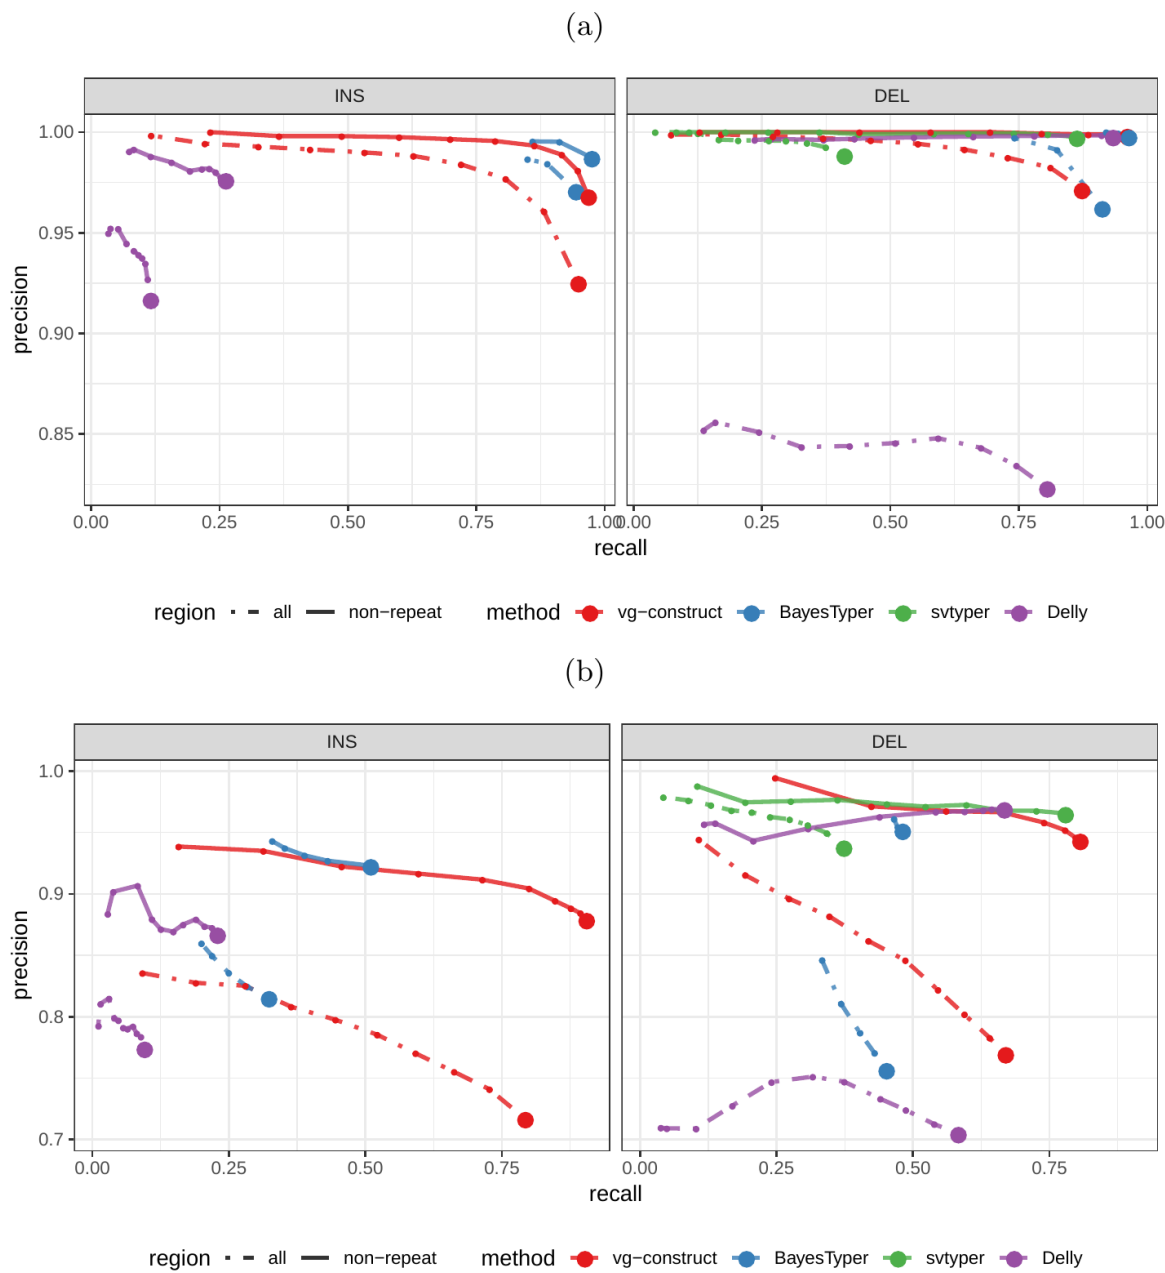 (a)
INS DEL
1.00
0.95
0.90
0.85
precision
0.00 0.25 0.50 0.75 1.00 0.00 0.25 0.50 0.75 1.00
recall
region all non−repeat method vg−construct BayesTyper svtyper Delly
(b)
INS DEL
1.0
0.9
0.8
0.7
precision
0.00 0.25 0.50 0.75 0.00 0.25 0.50 0.75
recall
region all non−repeat method vg−construct BayesTyper svtyper Delly